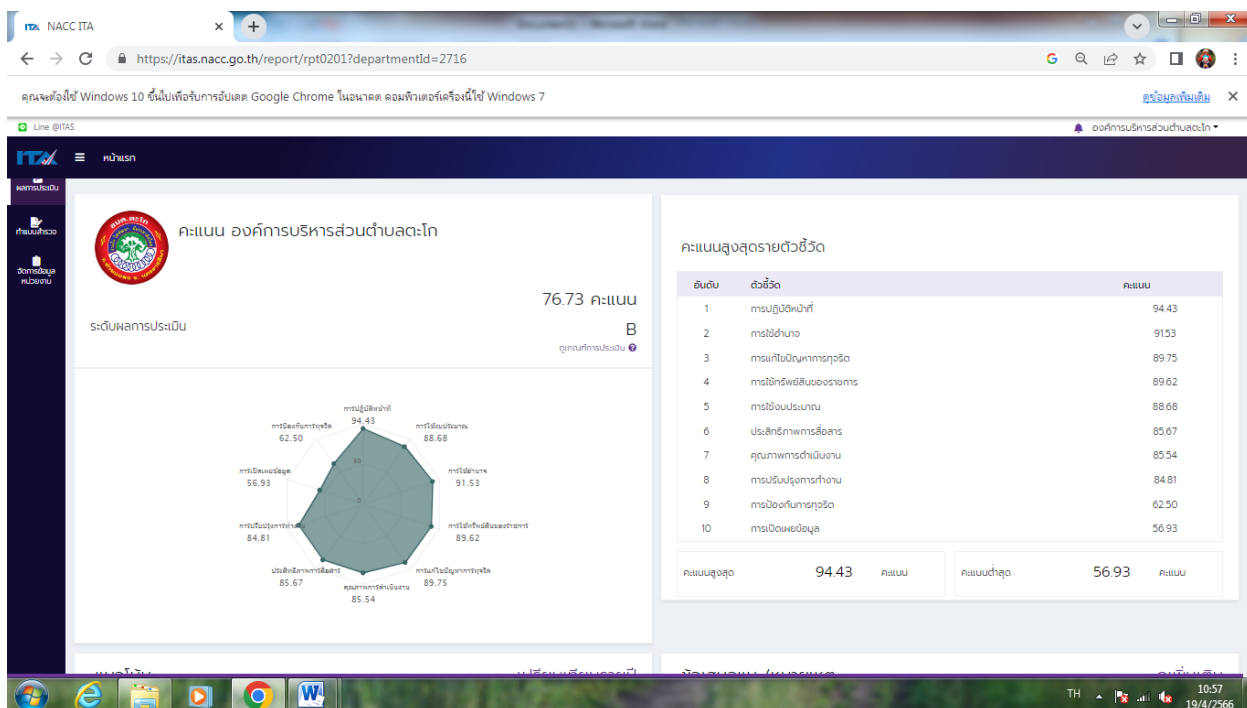 ITA NACC ITA
https://itas.nacc.go.th/report/rpt0201?departmentId=2716
คุณจะต้องใช้ Windows 10 ขึ้นไปเพื่อรับการอัปเดต Google Chrome ในอนาคต คอมพิวเตอร์เครื่องนี้ใช้ Windows 7
ดูข้อมูลเพิ่มเติม
Line @ITAS
องค์การบริหารส่วนตำบลตะโก
ITA
หน้าแรก
ผลการประเมิน
ทำแบบสำรวจ
จัดการข้อมูล
หน่วยงาน
คะแนน องค์การบริหารส่วนตำบลตะโก
76.73 คะแนน
ระดับผลการประเมิน
B
ดูเกณฑ์การประเมิน
การปฏิบัติหน้าที่
94.43
การใช้งบประมาณ
88.68
การใช้อำนาจ
91.53
การใช้ทรัพย์สินของราชการ
89.62
การแก้ไขปัญหาการทุจริต
89.75
คุณภาพการดำเนินงาน
85.54
ประสิทธิภาพการสื่อสาร
85.67
การปรับปรุงการทำงาน
84.81
การเปิดเผยข้อมูล
56.93
การป้องกันการทุจริต
62.50
50
0
คะแนนสูงสุดรายตัวชี้วัด
อันดับ ตัวชี้วัด คะแนน
1 การปฏิบัติหน้าที่ 94.43
2 การใช้อำนาจ 91.53
3 การแก้ไขปัญหาการทุจริต 89.75
4 การใช้ทรัพย์สินของราชการ 89.62
5 การใช้งบประมาณ 88.68
6 ประสิทธิภาพการสื่อสาร 85.67
7 คุณภาพการดำเนินงาน 85.54
8 การปรับปรุงการทำงาน 84.81
9 การป้องกันการทุจริต 62.50
10 การเปิดเผยข้อมูล 56.93
คะแนนสูงสุด 94.43 คะแนน
คะแนนต่ำสุด 56.93 คะแนน
TH
10:57
19/4/2566